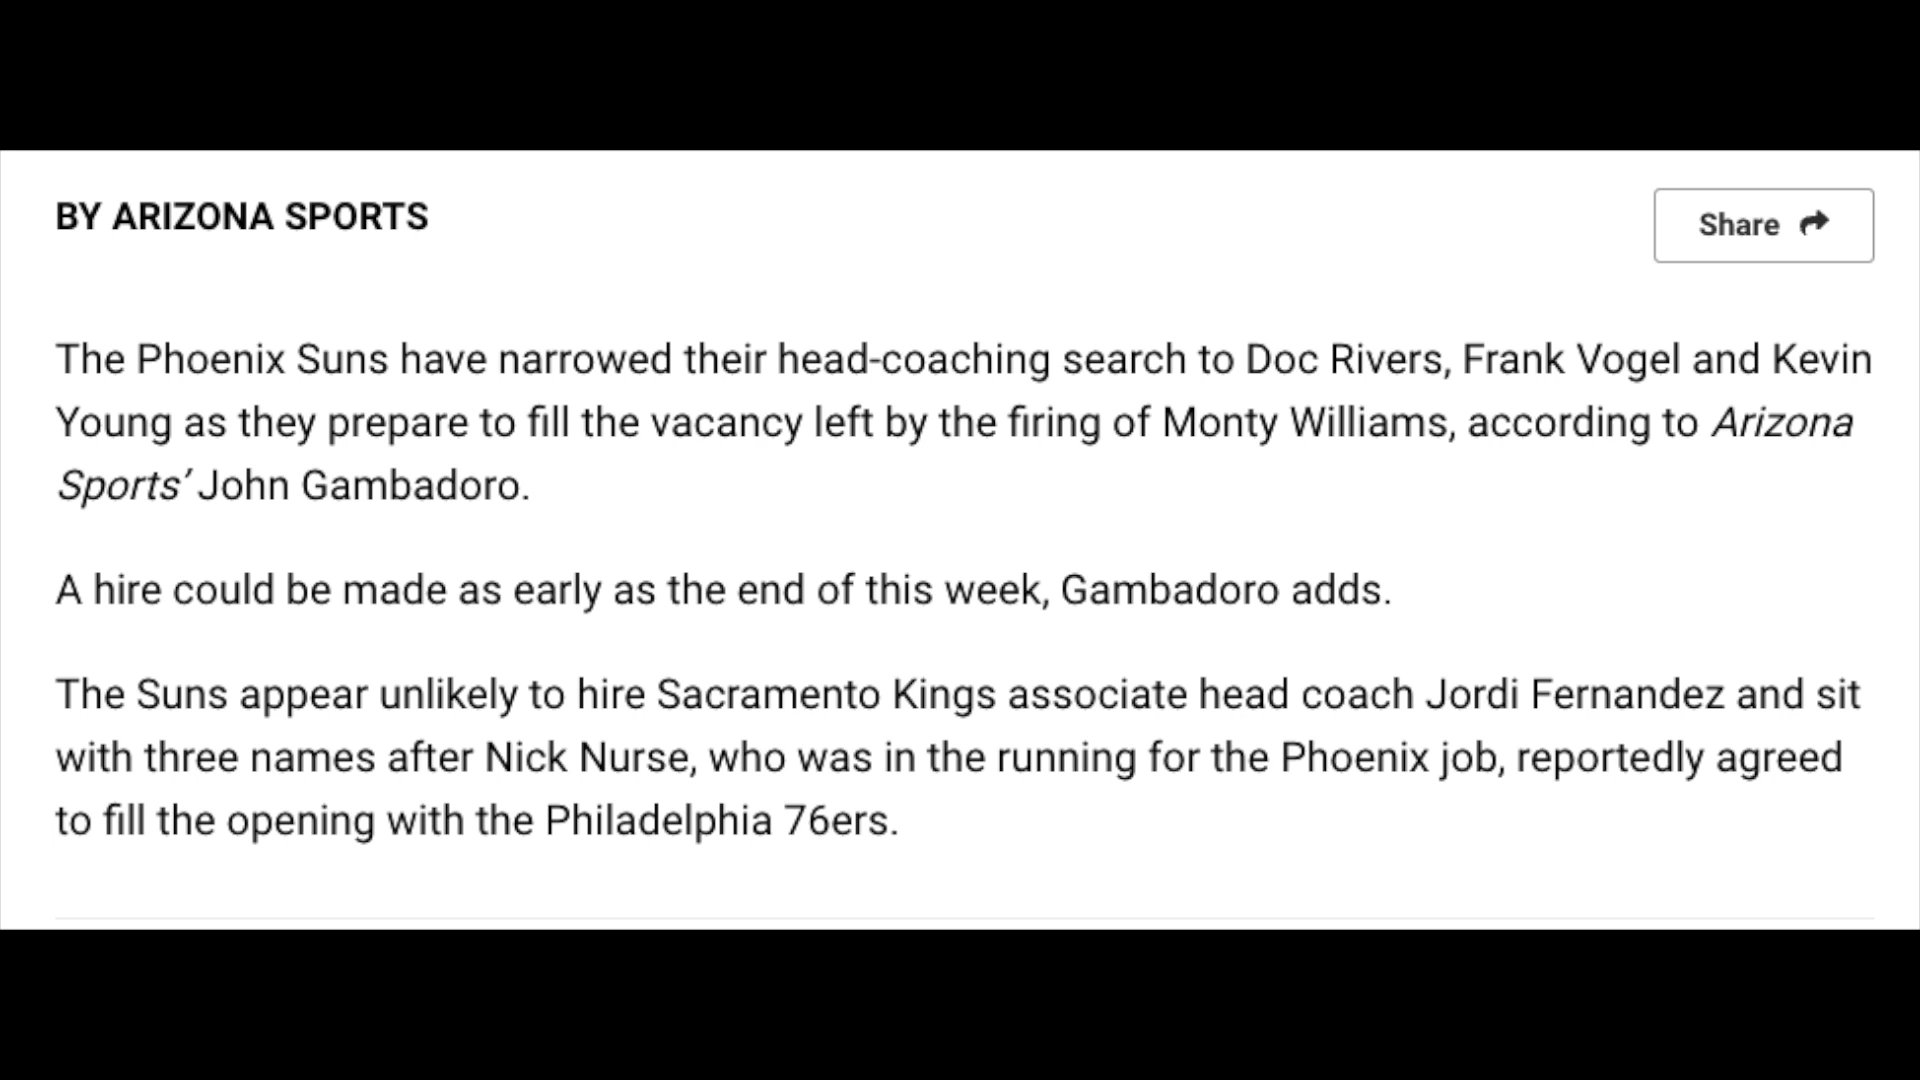 BY ARIZONA SPORTS
Share
The Phoenix Suns have narrowed their head-coaching search to Doc Rivers, Frank Vogel and Kevin
Young as they prepare to fill the vacancy left by the firing of Monty Williams, according to Arizona
Sports’ John Gambadoro.
A hire could be made as early as the end of this week, Gambadoro adds.
The Suns appear unlikely to hire Sacramento Kings associate head coach Jordi Fernandez and sit
with three names after Nick Nurse, who was in the running for the Phoenix job, reportedly agreed
to fill the opening with the Philadelphia 76ers.